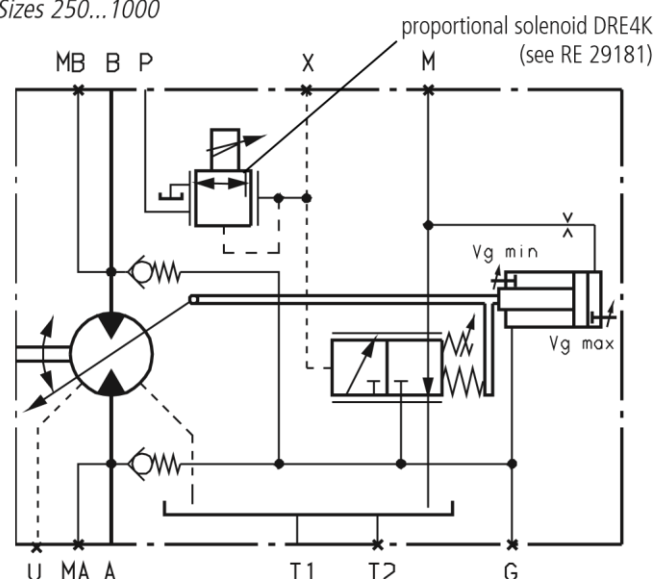 Sizes 250...1000
proportional solenoid DRE4K
(see RE 29181)
MB B P X M
Vg min
Vg max
U MA A T1 T2 G